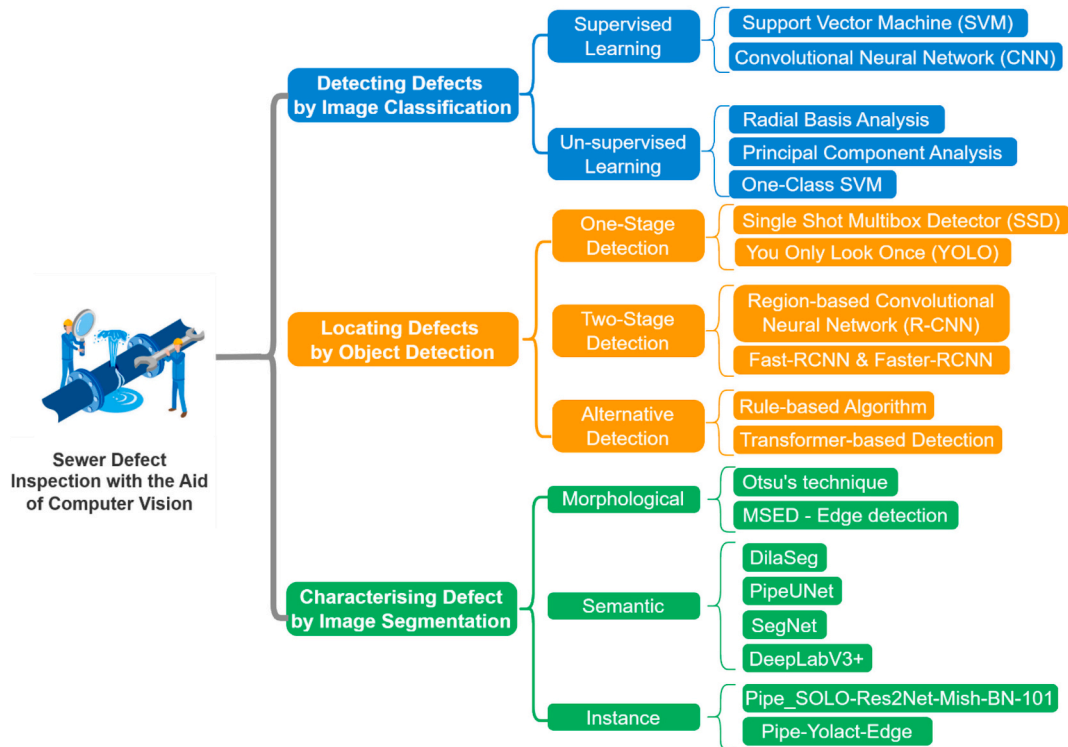 Sewer Defect
Inspection with the Aid
of Computer Vision
Detecting Defects
by Image Classification
Supervised
Learning
Support Vector Machine (SVM)
Convolutional Neural Network (CNN)
Un-supervised
Learning
Radial Basis Analysis
Principal Component Analysis
One-Class SVM
Locating Defects
by Object Detection
One-Stage
Detection
Single Shot Multibox Detector (SSD)
You Only Look Once (YOLO)
Two-Stage
Detection
Region-based Convolutional
Neural Network (R-CNN)
Fast-RCNN & Faster-RCNN
Alternative
Detection
Rule-based Algorithm
Transformer-based Detection
Characterising Defect
by Image Segmentation
Morphological
Otsu's technique
MSED - Edge detection
Semantic
DilaSeg
PipeUNet
SegNet
DeepLabV3+
Instance
Pipe_SOLO-Res2Net-Mish-BN-101
Pipe-Yolact-Edge